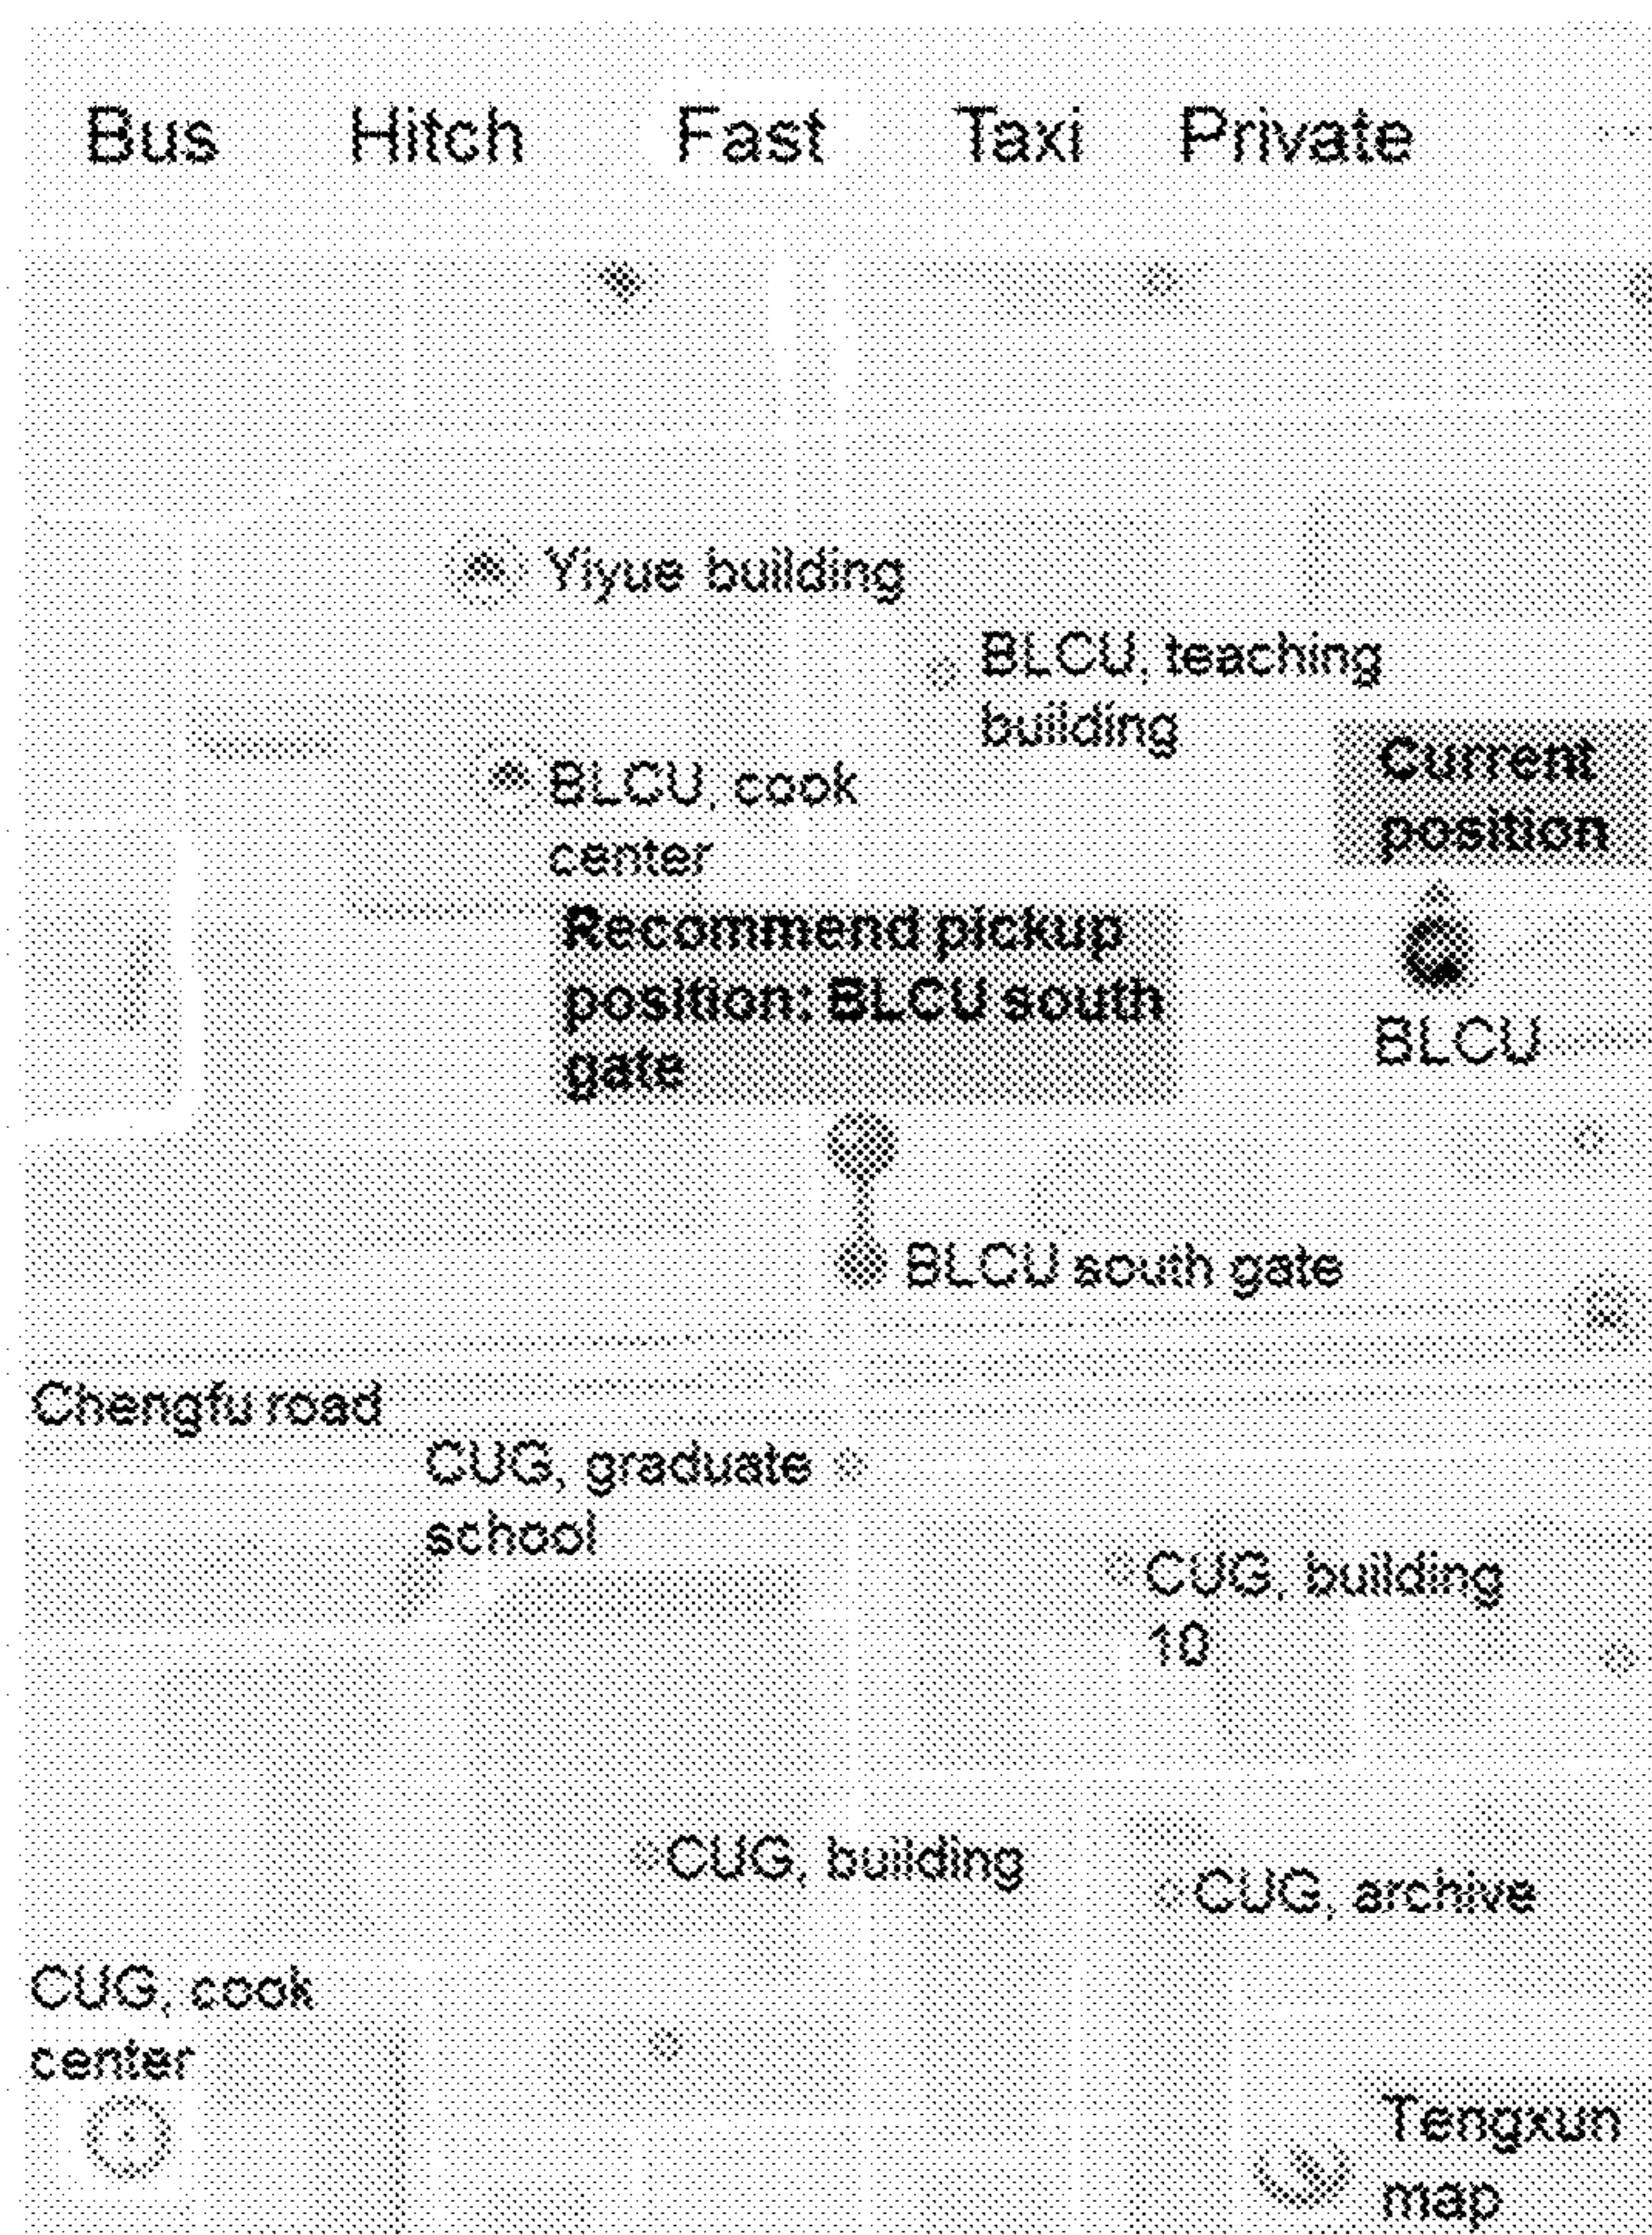 Bus Hitch Fast Taxi Private
Yiyue building
BLCU, teaching
building
Current
position
BLCU, cook
center
Recommend pickup
position: BLCU south
gate
BLCU
BLCU south gate
Chengfu road
CUG, graduate
school
CUG, building
10
CUG, building
CUG, archive
CUG, cook
center
Tengxun
map